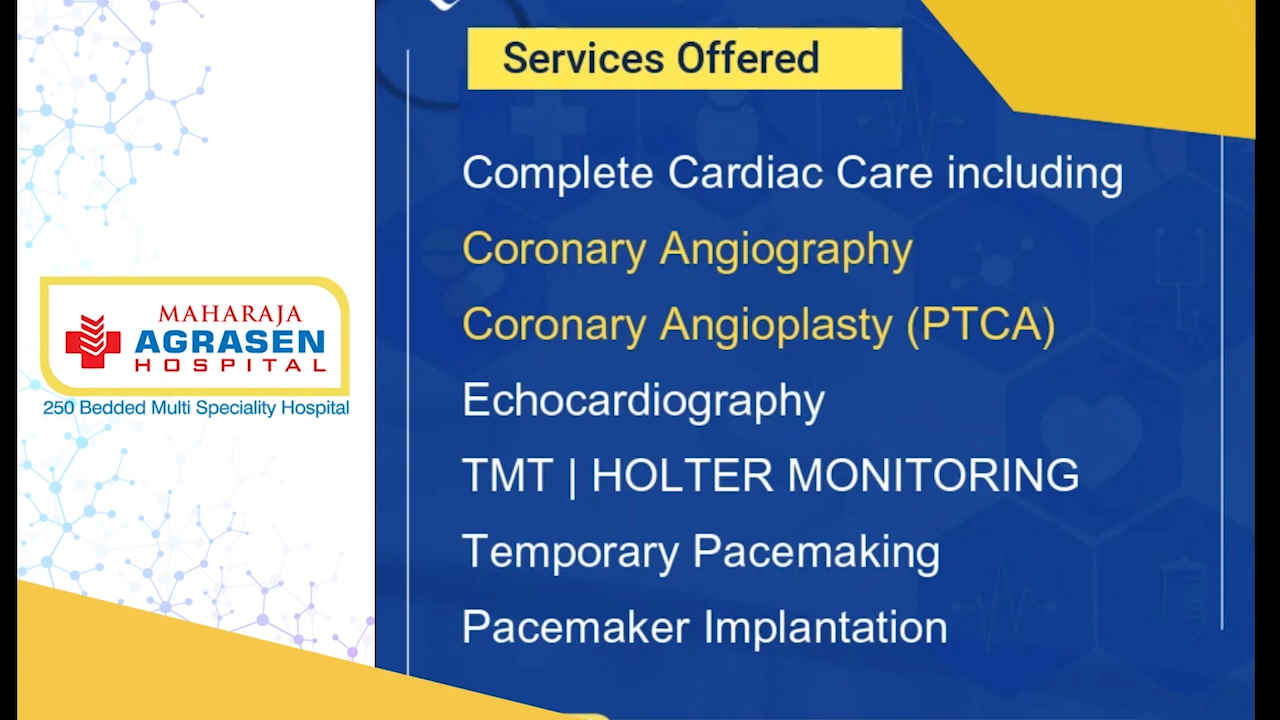 MAHARAJA
AGRASEN
HOSPITAL
250 Bedded Multi Speciality Hospital
Services Offered
Complete Cardiac Care including
Coronary Angiography
Coronary Angioplasty (PTCA)
Echocardiography
TMT | HOLTER MONITORING
Temporary Pacemaking
Pacemaker Implantation